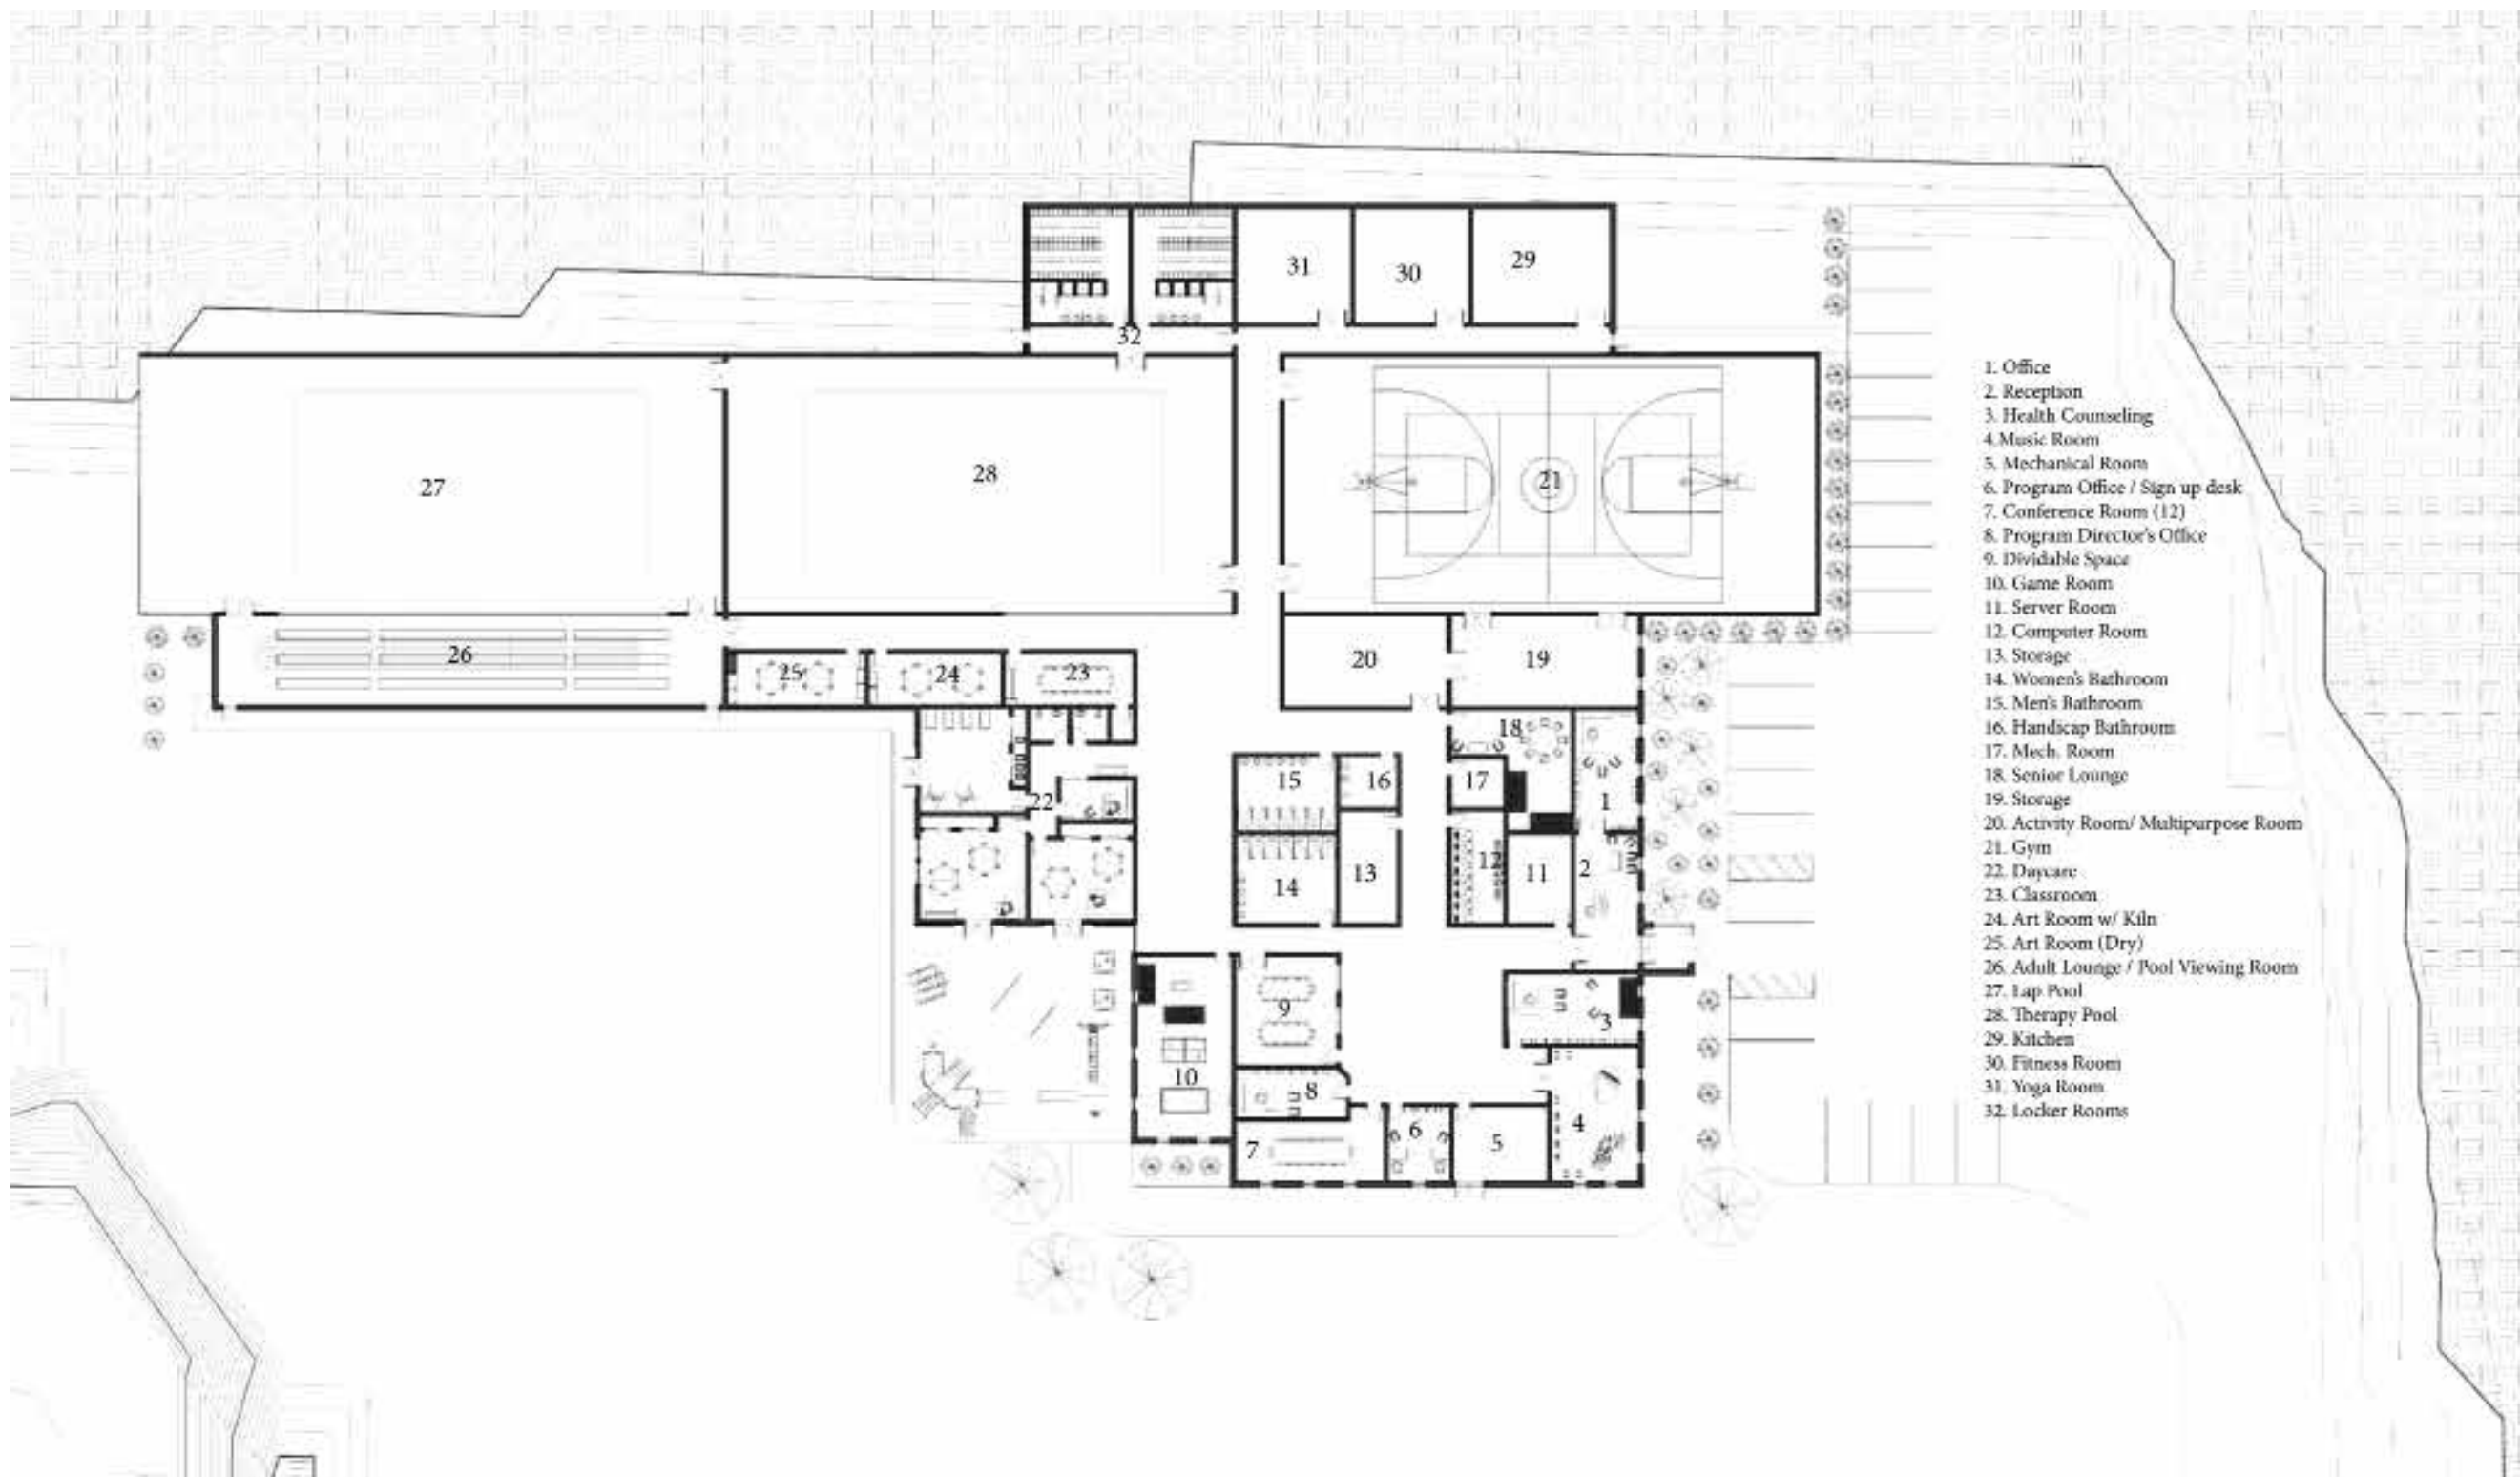 31
30
29
32
27
28
21
26
25
24
23
20
19
18
15
16
17
1
22
12
2
14
13
11
9
3
10
8
4
7
6
5
1. Office
2. Reception
3. Health Counseling
4.Music Room
5. Mechanical Room
6. Program Office / Sign up desk
7. Conference Room (12)
8. Program Director's Office
9. Dividable Space
10. Game Room
11. Server Room
12. Computer Room
13. Storage
14. Women's Bathroom
15. Men's Bathroom
16. Handicap Bathroom
17. Mech. Room
18. Senior Lounge
19. Storage
20. Activity Room/ Multipurpose Room
21. Gym
22. Daycare
23. Classroom
24. Art Room w/ Kiln
25. Art Room (Dry)
26. Adult Lounge / Pool Viewing Room
27. Lap Pool
28. Therapy Pool
29. Kitchen
30. Fitness Room
31. Yoga Room
32. Locker Rooms